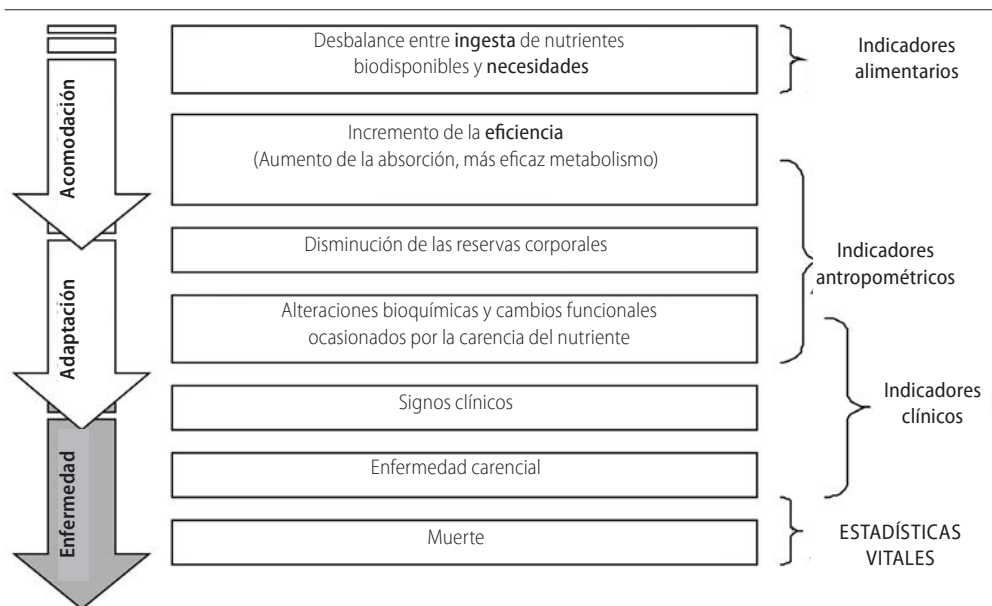 Acomodación
Desbalance entre ingesta de nutrientes
biodisponibles y necesidades
Indicadores
alimentarios
Incremento de la eficiencia
(Aumento de la absorción, más eficaz metabolismo)
Disminución de las reservas corporales
Indicadores
antropométricos
Adaptación
Alteraciones bioquímicas y cambios funcionales
ocasionados por la carencia del nutriente
Signos clínicos
Indicadores
clínicos
Enfermedad
Enfermedad carencial
Muerte
ESTADÍSTICAS
VITALES